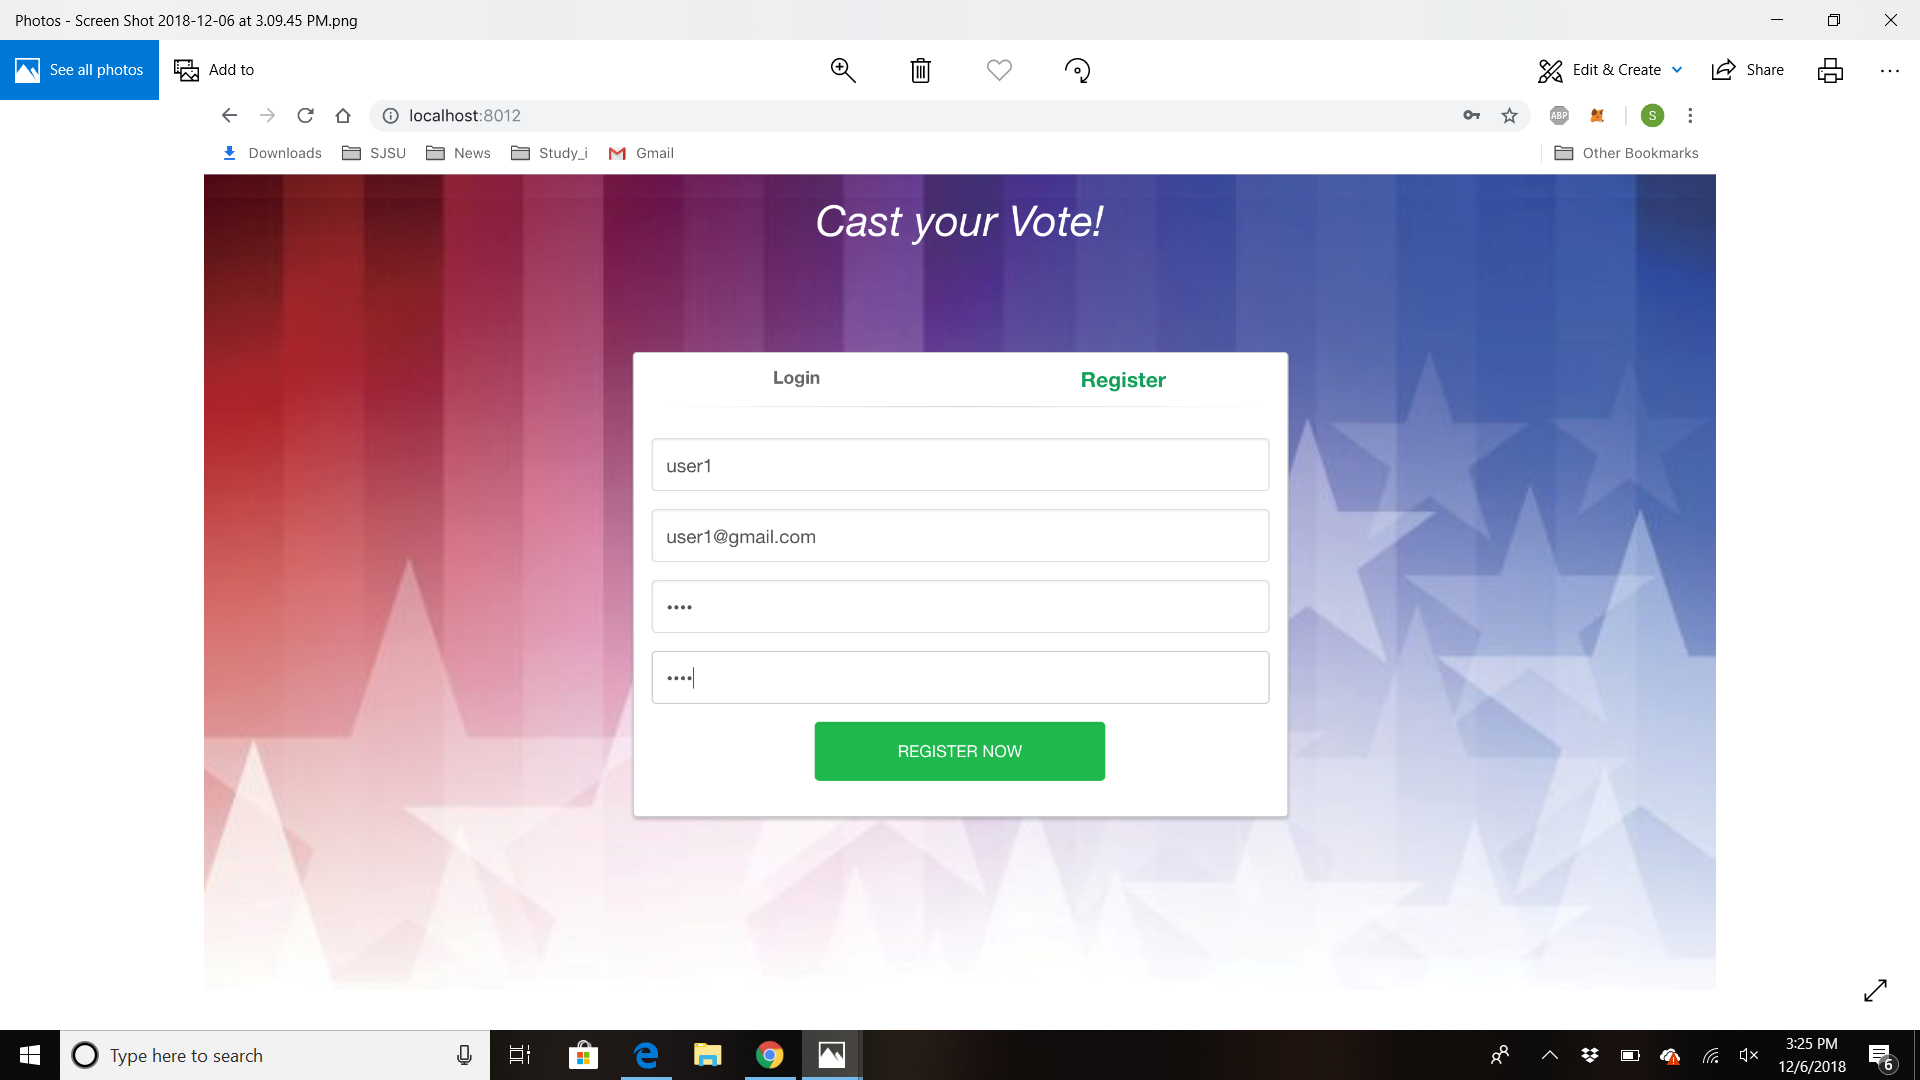 Photos - Screen Shot 2018-12-06 at 3.09.45 PM.png
See all photos
Add to
Edit & Create
Share
localhost:8012
ABP
S
Downloads
SJSU
News
Study_i
Gmail
Other Bookmarks
Cast your Vote!
Login
Register
user1
user1@gmail.com
••••
••••
REGISTER NOW
Type here to search
3:25 PM
12/6/2018
6